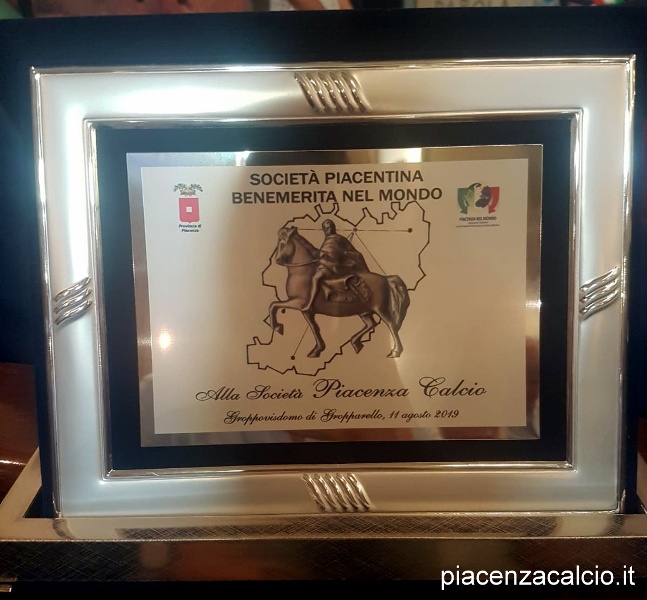 SOCIETÀ PIACENTINA
BENEMERITA NEL MONDO
Provincia di
Piacenza
PIACENZA NEL MONDO
Alla Società Piacenza Calcio
Groppovisdomo di Gropparello, 11 agosto 2019
piacenzacalcio.it